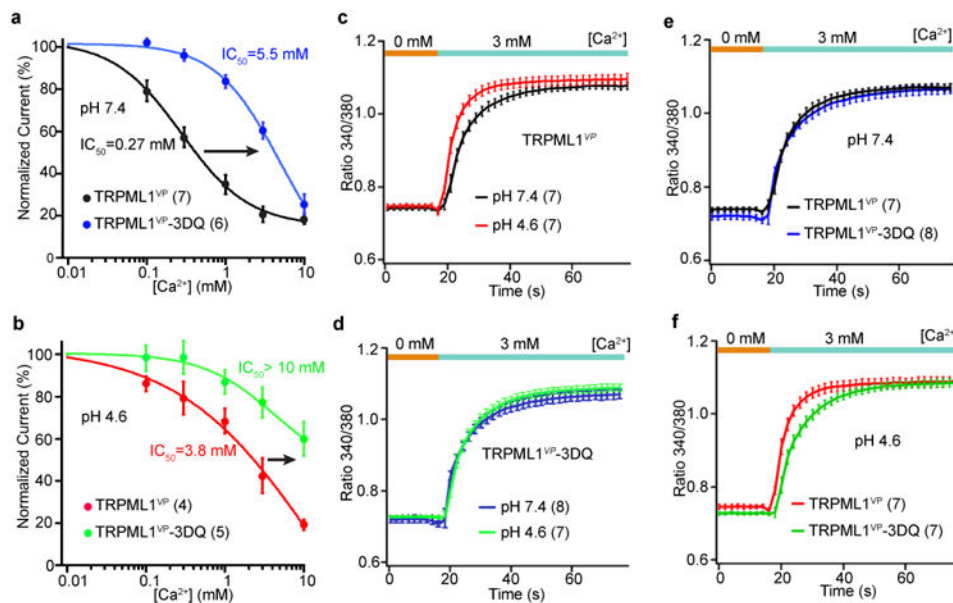 a
Normalized Current (%)
100
80
60
40
20
0
IC50=5.5 mM
pH 7.4
IC50=0.27 mM
TRPML1VP (7)
TRPML1VP-3DQ (6)
0.01 0.1 1 10
[Ca2+] (mM)
b
Normalized Current (%)
100
80
60
40
20
0
IC50> 10 mM
pH 4.6
IC50=3.8 mM
TRPML1VP (4)
TRPML1VP-3DQ (5)
0.01 0.1 1 10
[Ca2+] (mM)
c
0 mM 3 mM [Ca2+]
Ratio 340/380
1.0
0.8
0.6
TRPML1VP
pH 7.4 (7)
pH 4.6 (7)
0 20 40 60
Time (s)
d
0 mM 3 mM [Ca2+]
Ratio 340/380
1.0
0.8
0.6
TRPML1VP-3DQ
pH 7.4 (8)
pH 4.6 (7)
0 20 40 60
Time (s)
e
0 mM 3 mM [Ca2+]
Ratio 340/380
1.0
0.8
0.6
pH 7.4
TRPML1VP (7)
TRPML1VP-3DQ (8)
0 20 40 60
Time (s)
f
0 mM 3 mM [Ca2+]
Ratio 340/380
1.0
0.8
0.6
pH 4.6
TRPML1VP (7)
TRPML1VP-3DQ (7)
0 20 40 60
Time (s)